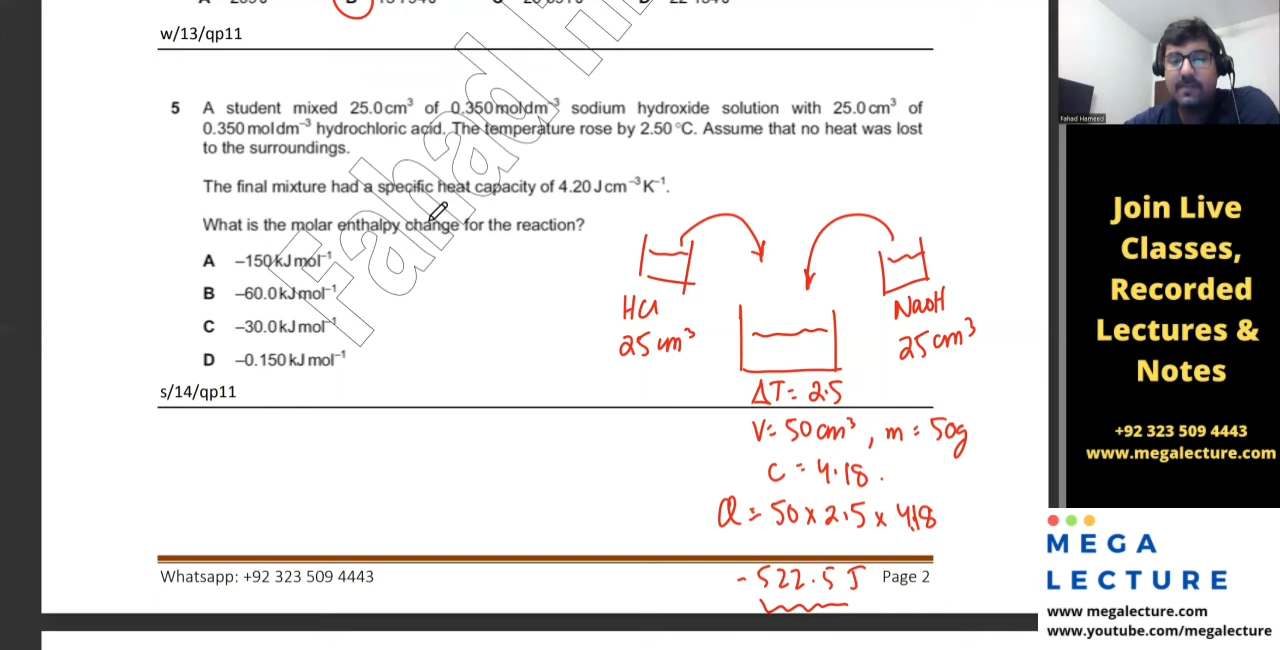 w/13/qp11
5 A student mixed 25.0 cm³ of 0.350 mol dm⁻³ sodium hydroxide solution with 25.0 cm³ of
0.350 mol dm⁻³ hydrochloric acid. The temperature rose by 2.50 °C. Assume that no heat was lost
to the surroundings.
The final mixture had a specific heat capacity of 4.20 J cm⁻³ K⁻¹.
What is the molar enthalpy change for the reaction?
A –150 kJ mol⁻¹
B –60.0 kJ mol⁻¹
C –30.0 kJ mol⁻¹
D –0.150 kJ mol⁻¹
s/14/qp11
HCl
25 cm³
NaOH
25 cm³
ΔT = 2.5
V = 50 cm³, m = 50g
C = 4.18.
Q = 50 × 2.5 × 4.18
- 522.5 J
Whatsapp: +92 323 509 4443
Page 2
Fahad
Fahad Hameed
Join Live
Classes,
Recorded
Lectures &
Notes
+92 323 509 4443
www.megalecture.com
MEGA
LECTURE
www megalecture.com
www.youtube.com/megalecture